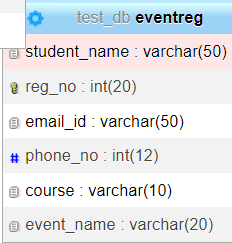 test_db eventreg
student_name : varchar(50)
reg_no : int(20)
email_id : varchar(50)
# phone_no : int(12)
course : varchar(10)
event_name : varchar(20)